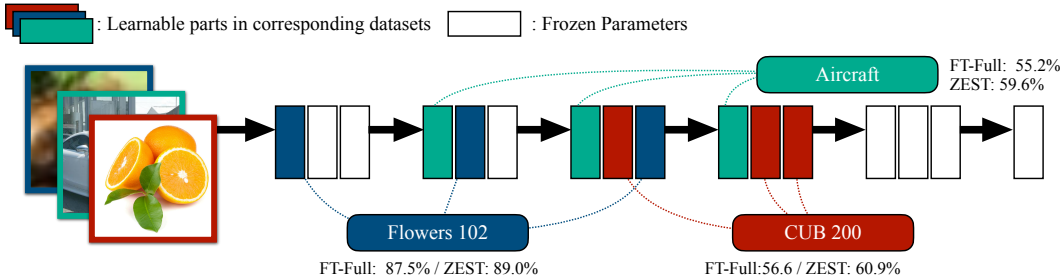 : Learnable parts in corresponding datasets
: Frozen Parameters
Aircraft
FT-Full: 55.2%
ZEST: 59.6%
Flowers 102
CUB 200
FT-Full: 87.5% / ZEST: 89.0%
FT-Full:56.6 / ZEST: 60.9%